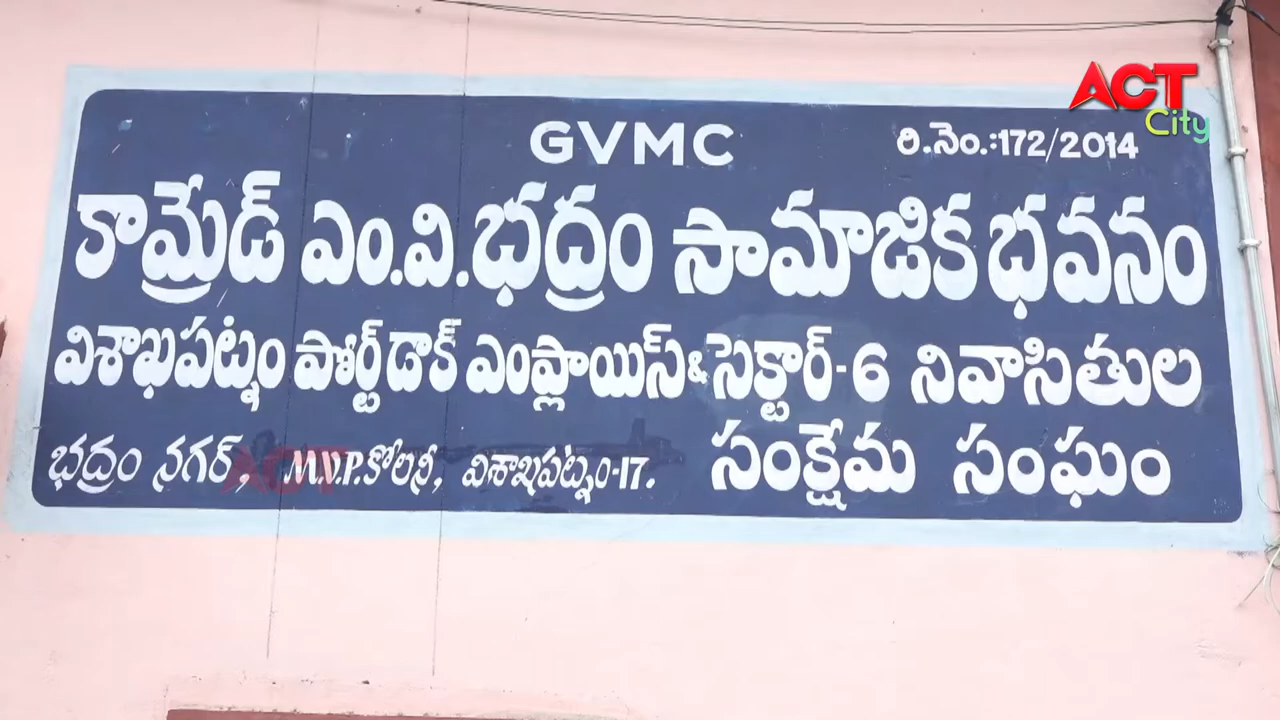 ACT
City
GVMC
రి.నెం.:172/2014
కామ్రేడ్ ఎం.వి.భద్రం సామాజిక భవనం
విశాఖపట్నం పోర్ట్‌డాక్ ఎంప్లాయిస్ & సెక్టార్-6 నివాసితుల
సంక్షేమ సంఘం
భద్రం నగర్, M.V.P.కోలనీ, విశాఖపట్నం-17.